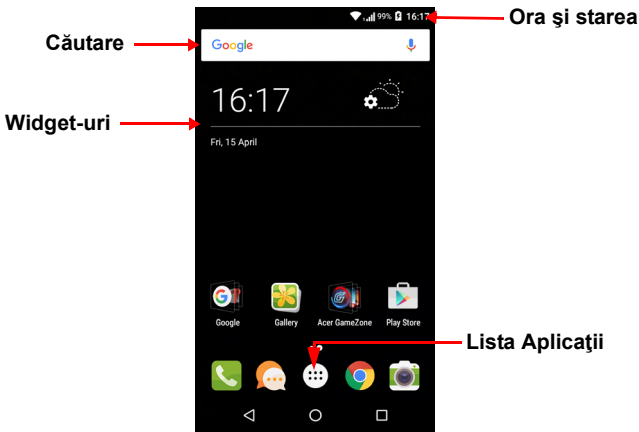 99% 16:17
Ora şi starea
Căutare
Google
16:17
Widget-uri
Fri, 15 April
Google
Gallery
Acer GameZone
Play Store
Lista Aplicaţii